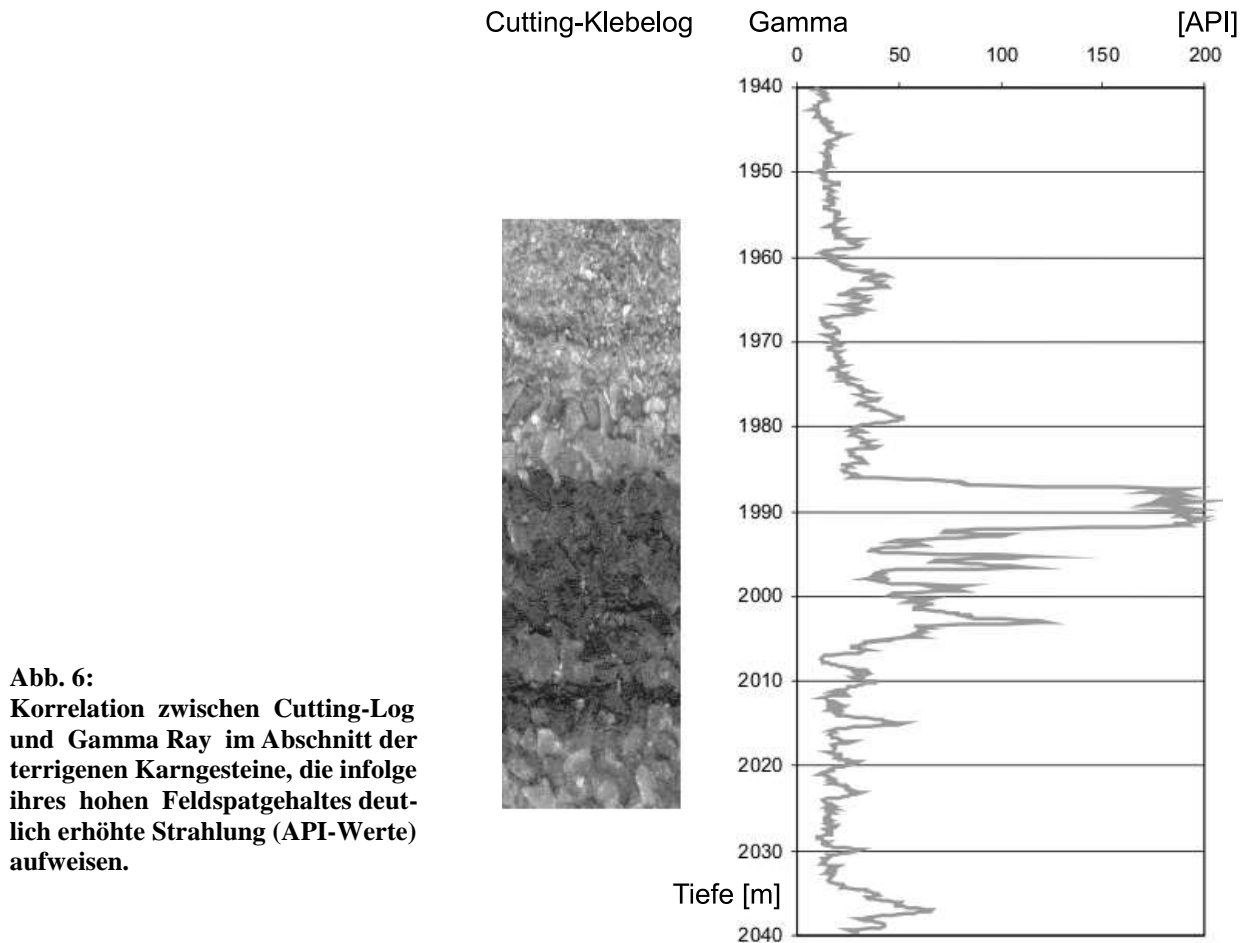 Cutting-Klebelog
Gamma [API]
0 50 100 150 200
1940
1950
1960
1970
1980
1990
2000
2010
2020
2030
Tiefe [m]
2040
Abb. 6:
Korrelation zwischen Cutting-Log
und Gamma Ray im Abschnitt der
terrigenen Karngesteine, die infolge
ihres hohen Feldspatgehaltes deut-
lich erhöhte Strahlung (API-Werte)
aufweisen.